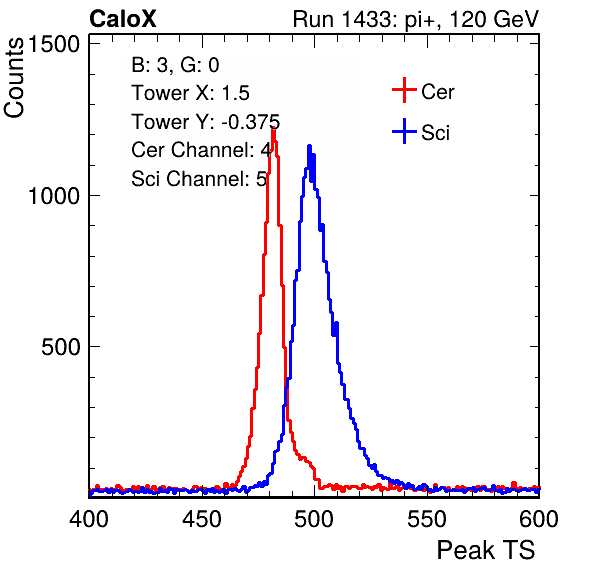 CaloX Run 1433: pi+, 120 GeV
Counts
1500
1000
500
B: 3, G: 0
Tower X: 1.5
Tower Y: -0.375
Cer Channel: 4
Sci Channel: 5
Cer
Sci
400 450 500 550 600
Peak TS